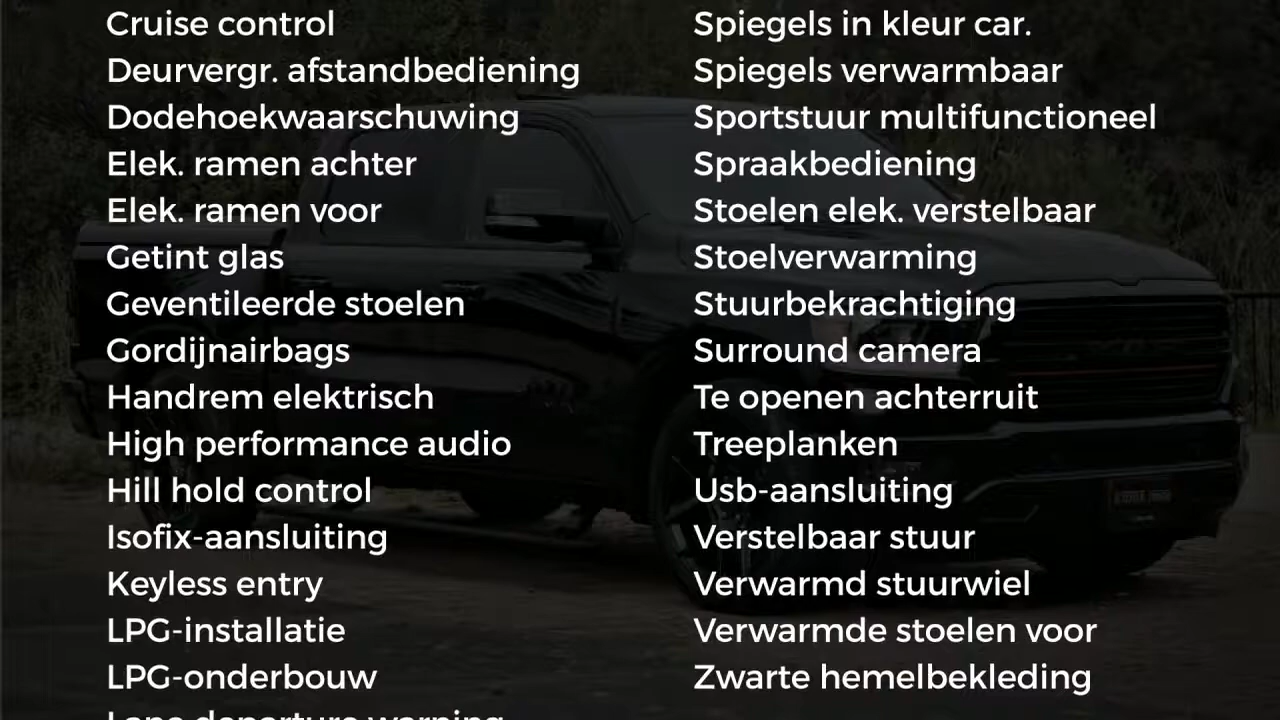 Cruise control
Deurvergr. afstandbediening
Dodehoekwaarschuwing
Elek. ramen achter
Elek. ramen voor
Getint glas
Geventileerde stoelen
Gordijnairbags
Handrem elektrisch
High performance audio
Hill hold control
Isofix-aansluiting
Keyless entry
LPG-installatie
LPG-onderbouw
Lane departure warning
Spiegels in kleur car.
Spiegels verwarmbaar
Sportstuur multifunctioneel
Spraakbediening
Stoelen elek. verstelbaar
Stoelverwarming
Stuurbekrachtiging
Surround camera
Te openen achterruit
Treeplanken
Usb-aansluiting
Verstelbaar stuur
Verwarmd stuurwiel
Verwarmde stoelen voor
Zwarte hemelbekleding